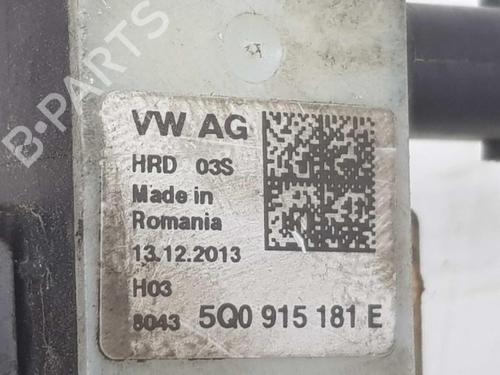 B-PARTS
VW AG
HRD 03S
Made in
Romania
13.12.2013
H03
8043 5Q0 915 181 E